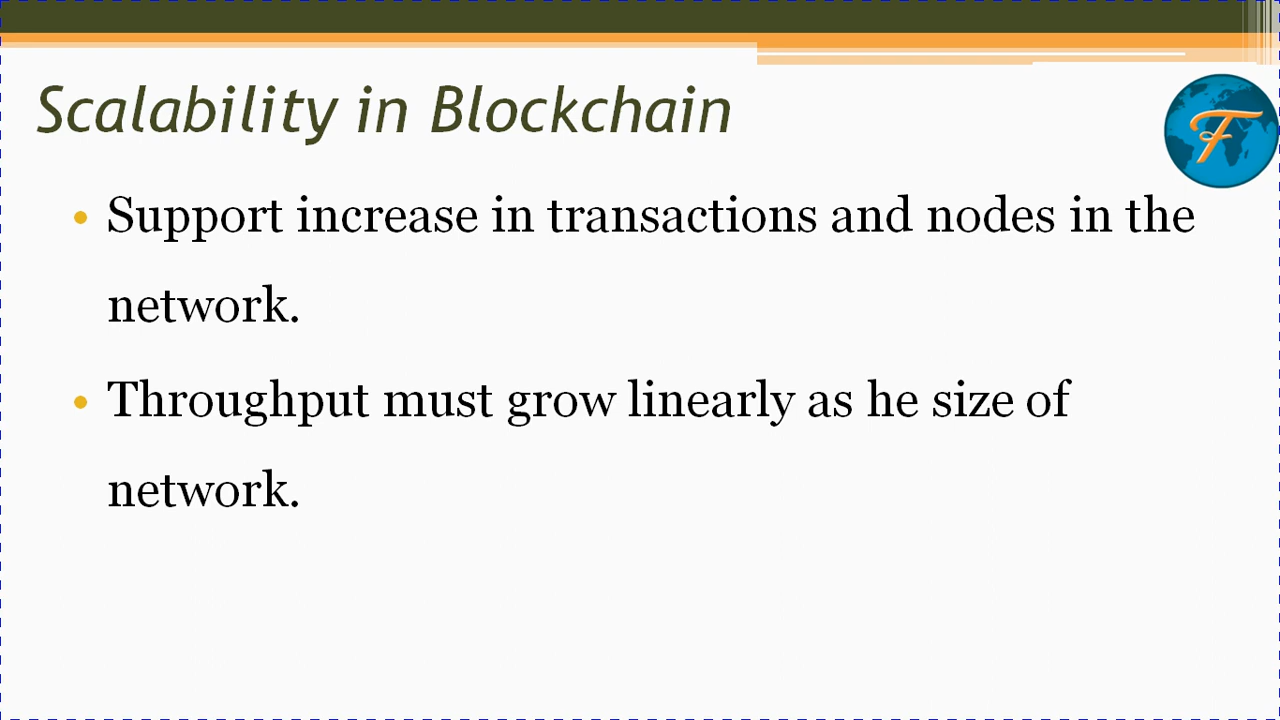 Scalability in Blockchain
F
• Support increase in transactions and nodes in the
network.
• Throughput must grow linearly as he size of
network.